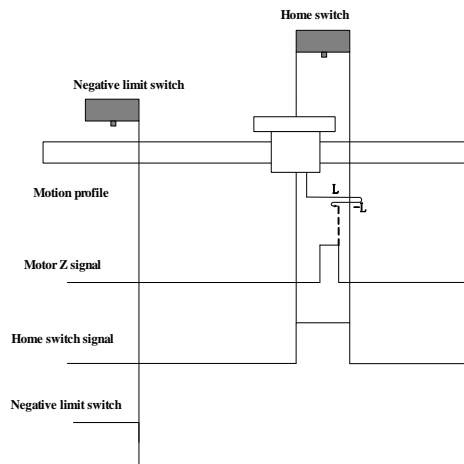 Home switch
Negative limit switch
Motion profile
L
-L
Motor Z signal
Home switch signal
Negative limit switch